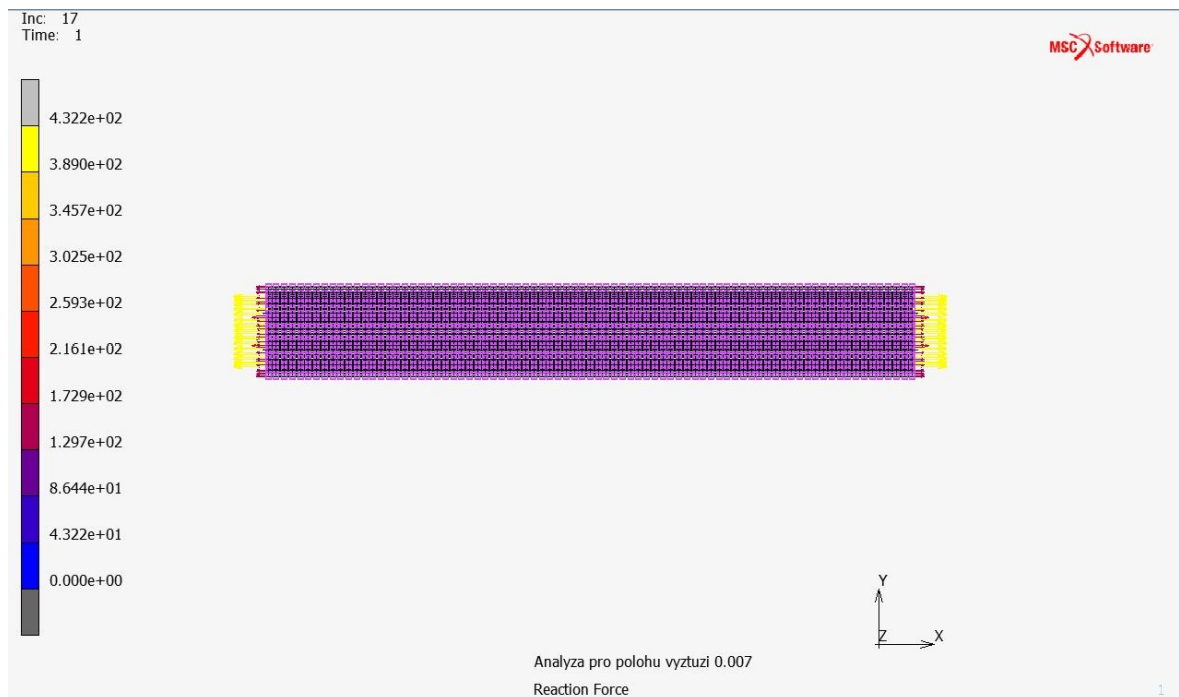 Inc: 17
Time: 1
MSC Software
4.322e+02
3.890e+02
3.457e+02
3.025e+02
2.593e+02
2.161e+02
1.729e+02
1.297e+02
8.644e+01
4.322e+01
0.000e+00
Y
Z X
Analyza pro polohu vyztuzi 0.007
Reaction Force
1